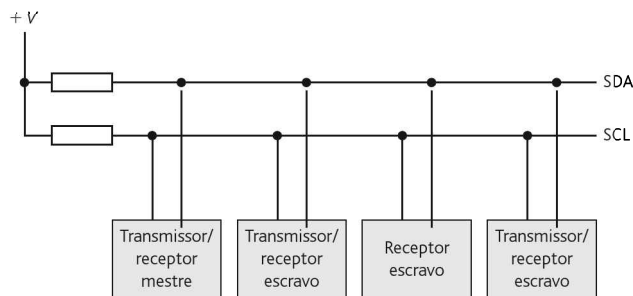 + V
SDA
SCL
Transmissor/
receptor
mestre
Transmissor/
receptor
escravo
Receptor
escravo
Transmissor/
receptor
escravo